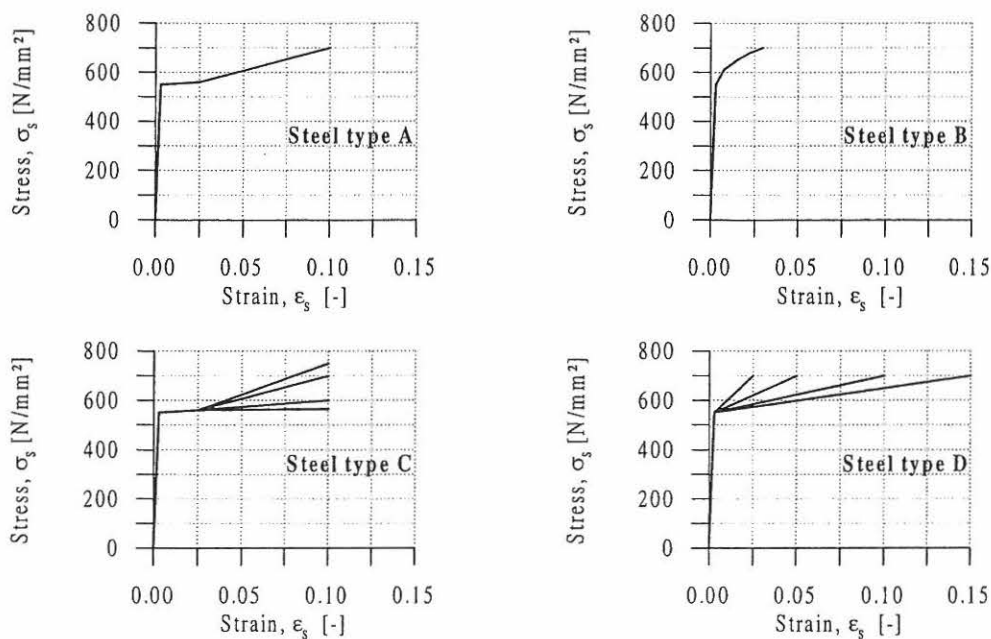 800
600
400
200
0
0.00 0.05 0.10 0.15
Stress, σs [N/mm²]
Strain, εs [-]
Steel type A
800
600
400
200
0
0.00 0.05 0.10 0.15
Stress, σs [N/mm²]
Strain, εs [-]
Steel type B
800
600
400
200
0
0.00 0.05 0.10 0.15
Stress, σs [N/mm²]
Strain, εs [-]
Steel type C
800
600
400
200
0
0.00 0.05 0.10 0.15
Stress, σs [N/mm²]
Strain, εs [-]
Steel type D